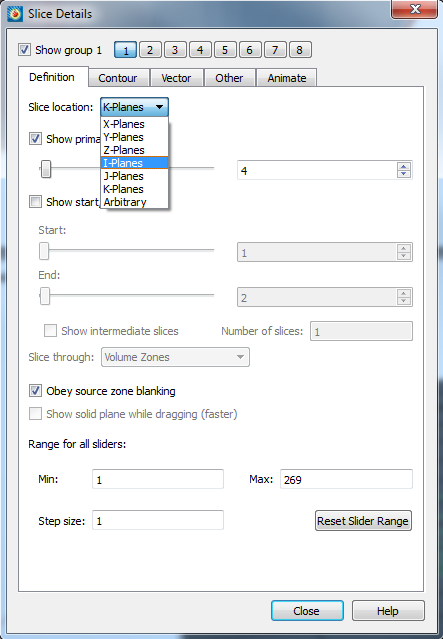 Slice Details
Show group 1 1 2 3 4 5 6 7 8
Definition Contour Vector Other Animate
Slice location: K-Planes
X-Planes
Y-Planes
Z-Planes
I-Planes
J-Planes
K-Planes
Arbitrary
Show prima
4
Show start
Start:
1
End:
2
Show intermediate slices Number of slices: 1
Slice through: Volume Zones
Obey source zone blanking
Show solid plane while dragging (faster)
Range for all sliders:
Min: 1 Max: 269
Step size: 1 Reset Slider Range
Close Help